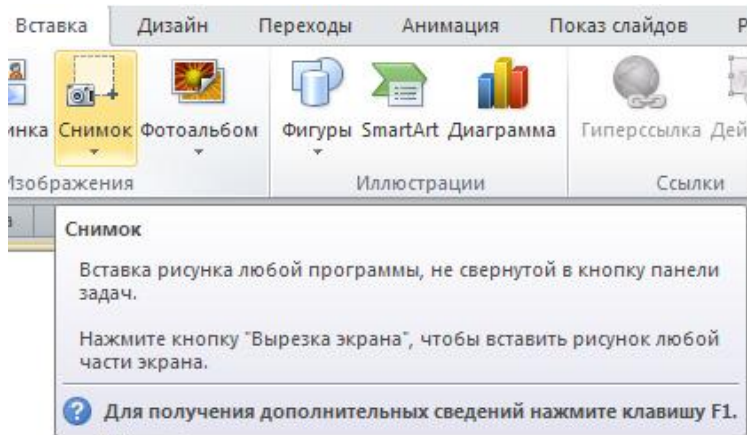 Вставка Дизайн Переходы Анимация Показ слайдов
Снимок Фотоальбом Фигуры SmartArt Диаграмма Гиперссылка
Изображения Иллюстрации Ссылки
Снимок
Вставка рисунка любой программы, не свернутой в кнопку панели
задач.
Нажмите кнопку "Вырезка экрана", чтобы вставить рисунок любой
части экрана.
Для получения дополнительных сведений нажмите клавишу F1.